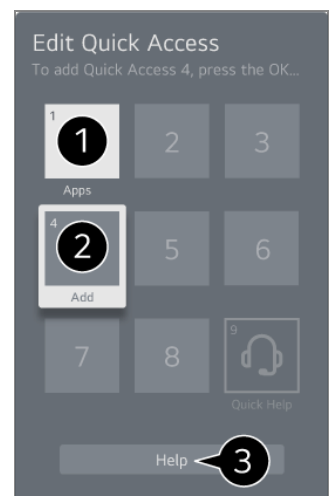 Edit Quick Access
To add Quick Access 4, press the OK...
1
1
2
3
Apps
4
2
5
6
Add
7
8
9
Quick Help
Help
3